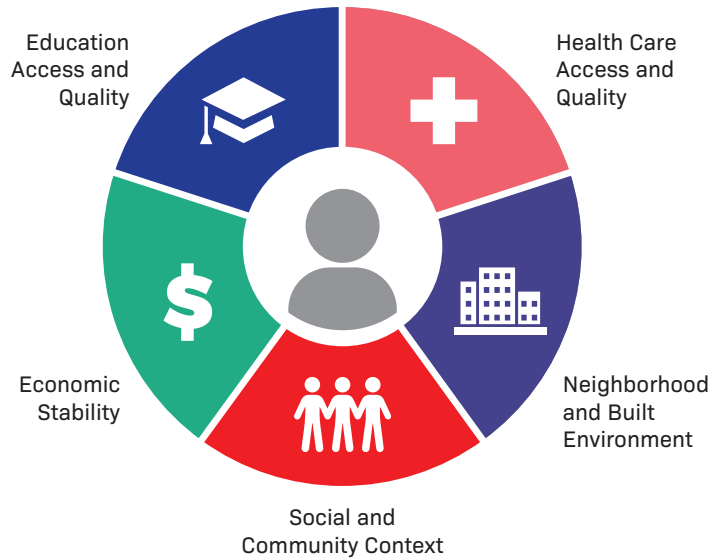 Education
Access and
Quality
Health Care
Access and
Quality
$
Economic
Stability
Neighborhood
and Built
Environment
Social and
Community Context